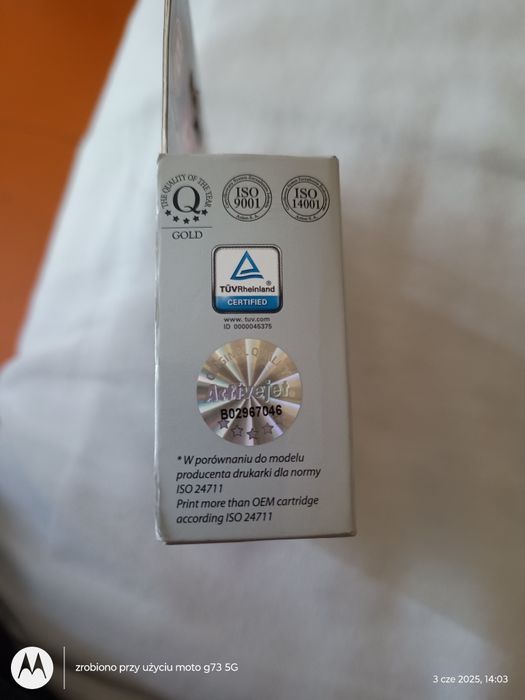 THE QUALITY OF THE YEAR
Q
GOLD
ISO
9001
ISO
14001
TÜVRheinland®
CERTIFIED
www.tuv.com
ID 0000045375
Activejet
B02967046
* W porównaniu do modelu
producenta drukarki dla normy
ISO 24711
Print more than OEM cartridge
according ISO 24711
zrobiono przy użyciu moto g73 5G
3 cze 2025, 14:03